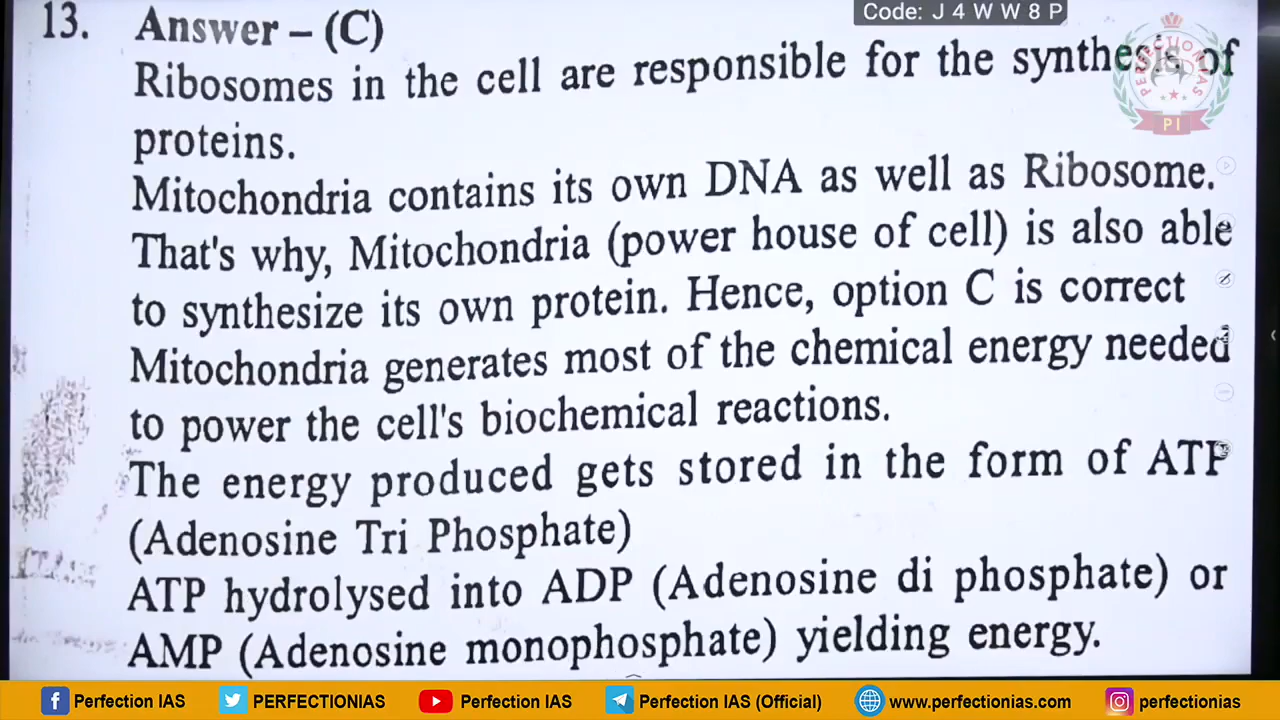 Code: J 4 W W 8 P
13. Answer – (C)
Ribosomes in the cell are responsible for the synthesis of
proteins.
Mitochondria contains its own DNA as well as Ribosome.
That's why, Mitochondria (power house of cell) is also able
to synthesize its own protein. Hence, option C is correct
Mitochondria generates most of the chemical energy needed
to power the cell's biochemical reactions.
The energy produced gets stored in the form of ATP
(Adenosine Tri Phosphate)
ATP hydrolysed into ADP (Adenosine di phosphate) or
AMP (Adenosine monophosphate) yielding energy.
PERFECTION IAS
PI
Perfection IAS PERFECTIONIAS Perfection IAS Perfection IAS (Official) www.perfectionias.com perfectionias